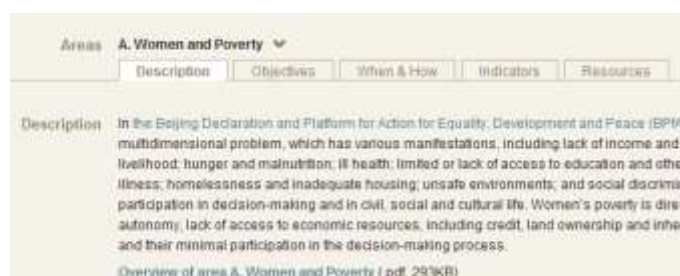 Areas A. Women and Poverty
Description Objectives When & How Indicators Resources
Description In the Beijing Declaration and Platform for Action for Equality, Development and Peace (BPfA
multidimensional problem, which has various manifestations, including lack of income and
livelihood; hunger and malnutrition; ill health; limited or lack of access to education and othe
illness; homelessness and inadequate housing; unsafe environments; and social discrimi
participation in decision-making and in civil, social and cultural life. Women's poverty is dire
autonomy, lack of access to economic resources, including credit, land ownership and inhe
and their minimal participation in the decision-making process.
Overview of area A. Women and Poverty ( pdf, 293KB)